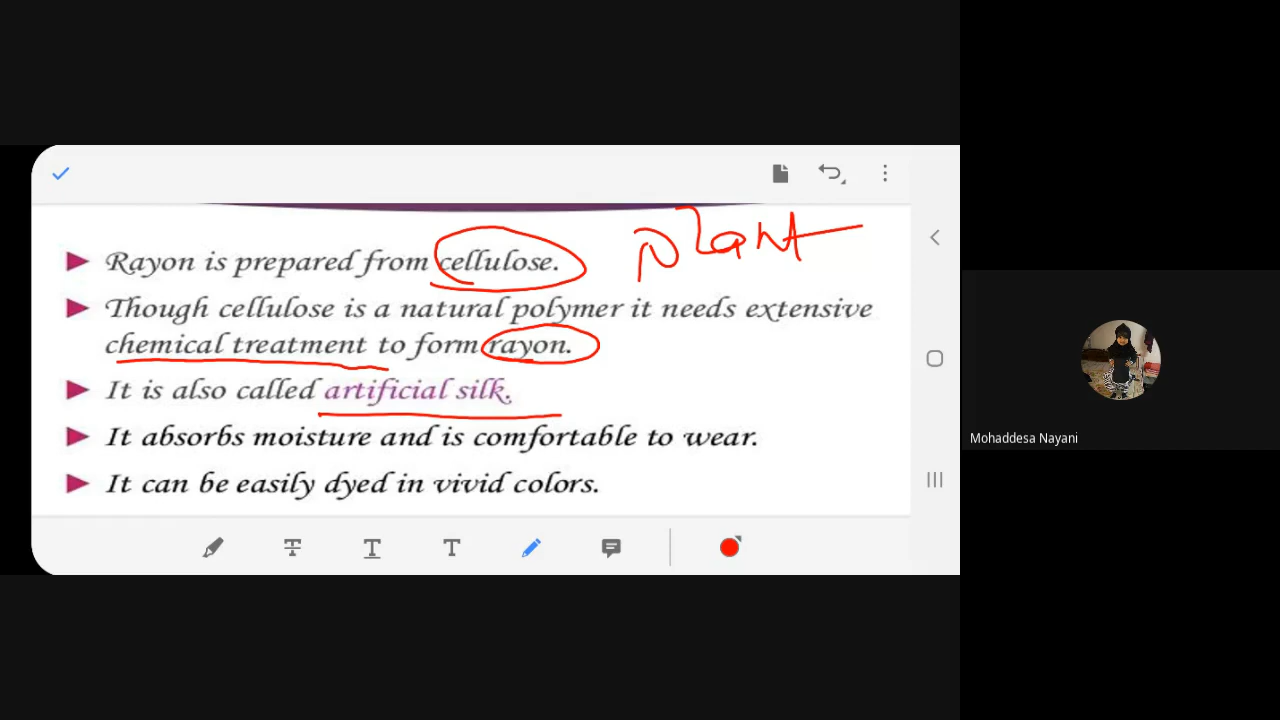 Rayon is prepared from cellulose.
plant
Though cellulose is a natural polymer it needs extensive
chemical treatment to form rayon.
It is also called artificial silk.
It absorbs moisture and is comfortable to wear.
It can be easily dyed in vivid colors.
T T T
Mohaddesa Nayani